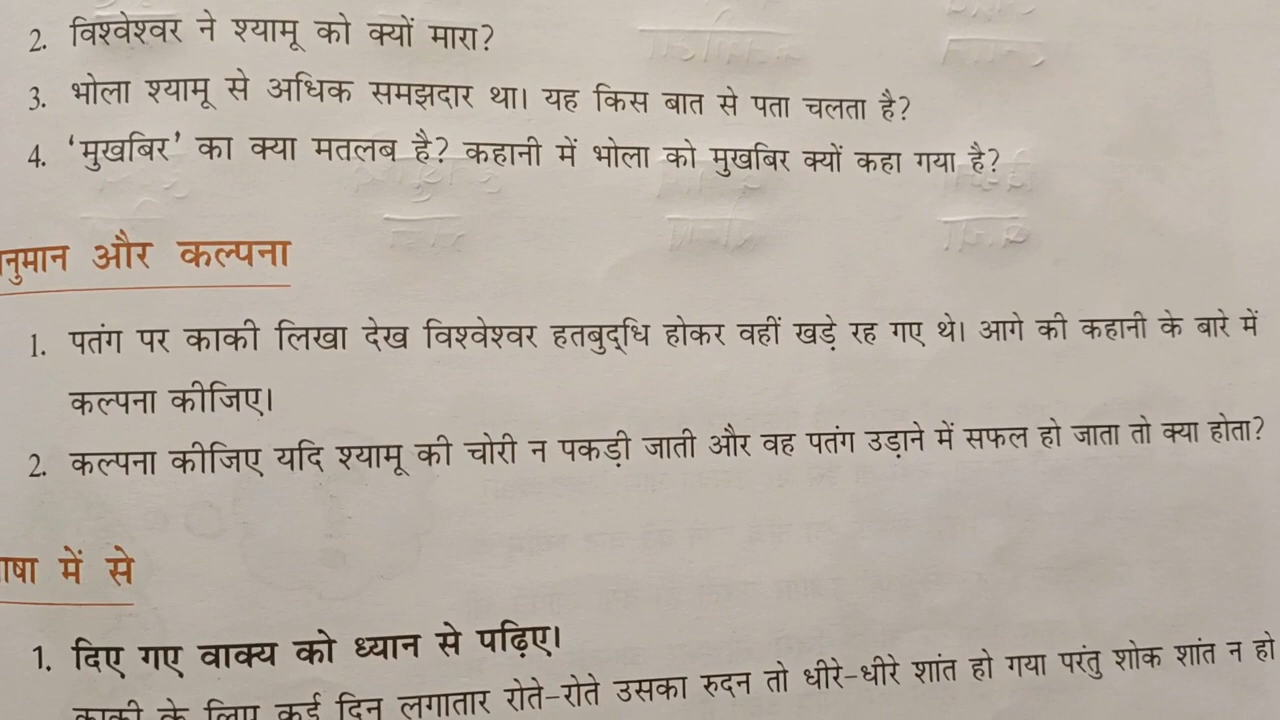 2. विश्वेश्वर ने श्यामू को क्यों मारा?
3. भोला श्यामू से अधिक समझदार था। यह किस बात से पता चलता है?
4. 'मुखबिर' का क्या मतलब है? कहानी में भोला को मुखबिर क्यों कहा गया है?
नुमान और कल्पना
1. पतंग पर काकी लिखा देख विश्वेश्वर हतबुद्धि होकर वहीं खड़े रह गए थे। आगे की कहानी के बारे में
कल्पना कीजिए।
2. कल्पना कीजिए यदि श्यामू की चोरी न पकड़ी जाती और वह पतंग उड़ाने में सफल हो जाता तो क्या होता?
ाषा में से
1. दिए गए वाक्य को ध्यान से पढ़िए।
काकी के लिए कई दिन लगातार रोते-रोते उसका रुदन तो धीरे-धीरे शांत हो गया परंतु शोक शांत न हो